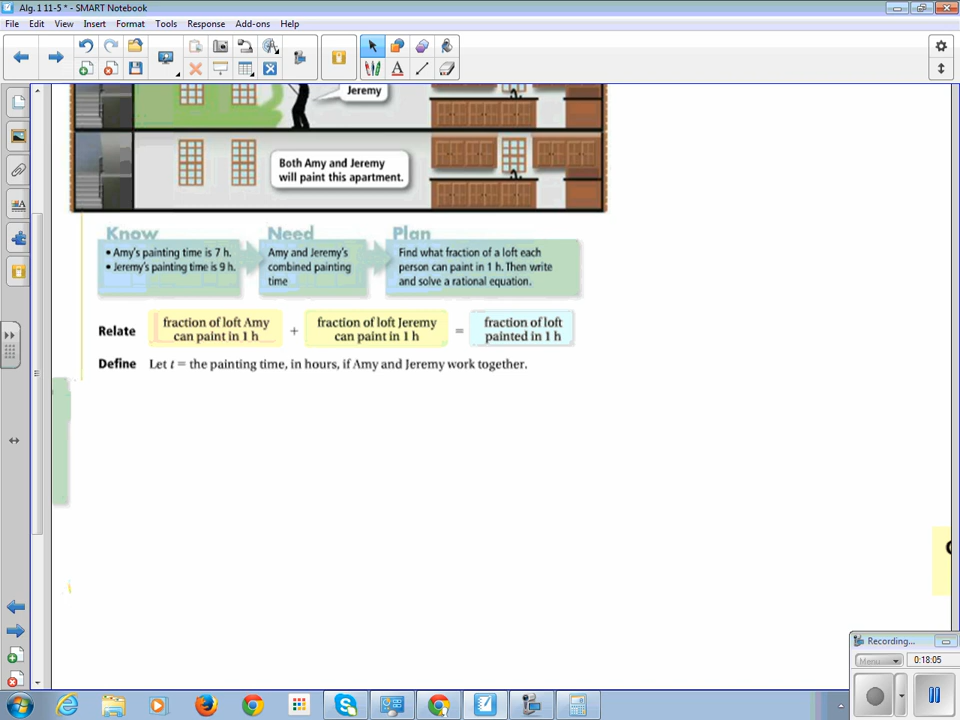 Alg.1 11-5 * - SMART Notebook
File Edit View Insert Format Tools Response Add-ons Help
Jeremy
Both Amy and Jeremy
will paint this apartment.
Know
• Amy's painting time is 7 h.
• Jeremy's painting time is 9 h.
Need
Amy and Jeremy's
combined painting
time
Plan
Find what fraction of a loft each
person can paint in 1 h. Then write
and solve a rational equation.
Relate
fraction of loft Amy
can paint in 1 h
+
fraction of loft Jeremy
can paint in 1 h
=
fraction of loft
painted in 1 h
Define Let t = the painting time, in hours, if Amy and Jeremy work together.
Recording...
Menu
0:18:05